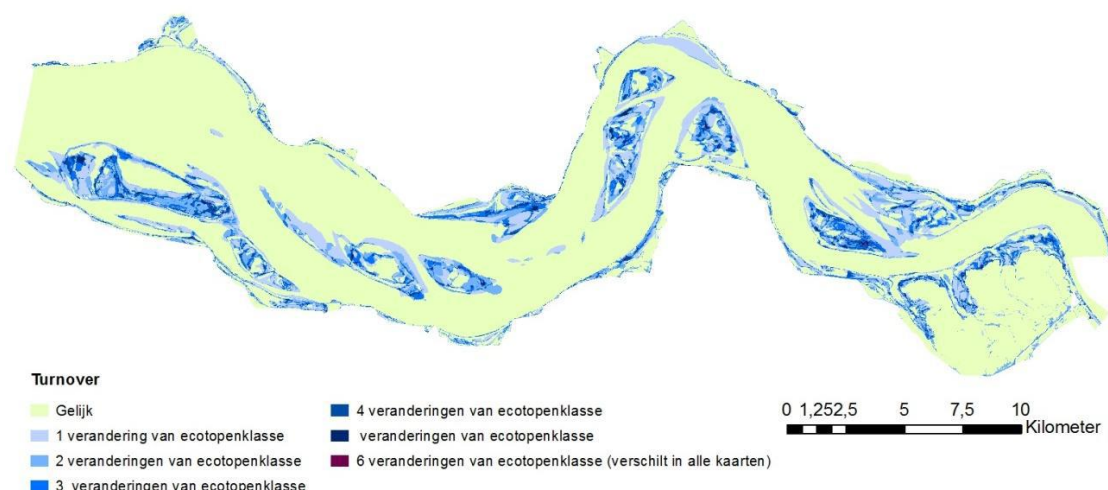 Turnover
Gelijk
1 verandering van ecotopenklasse
2 veranderingen van ecotopenklasse
3 veranderingen van ecotopenklasse
4 veranderingen van ecotopenklasse
veranderingen van ecotopenklasse
6 veranderingen van ecotopenklasse (verschilt in alle kaarten)
0 1,252,5 5 7,5 10
Kilometer